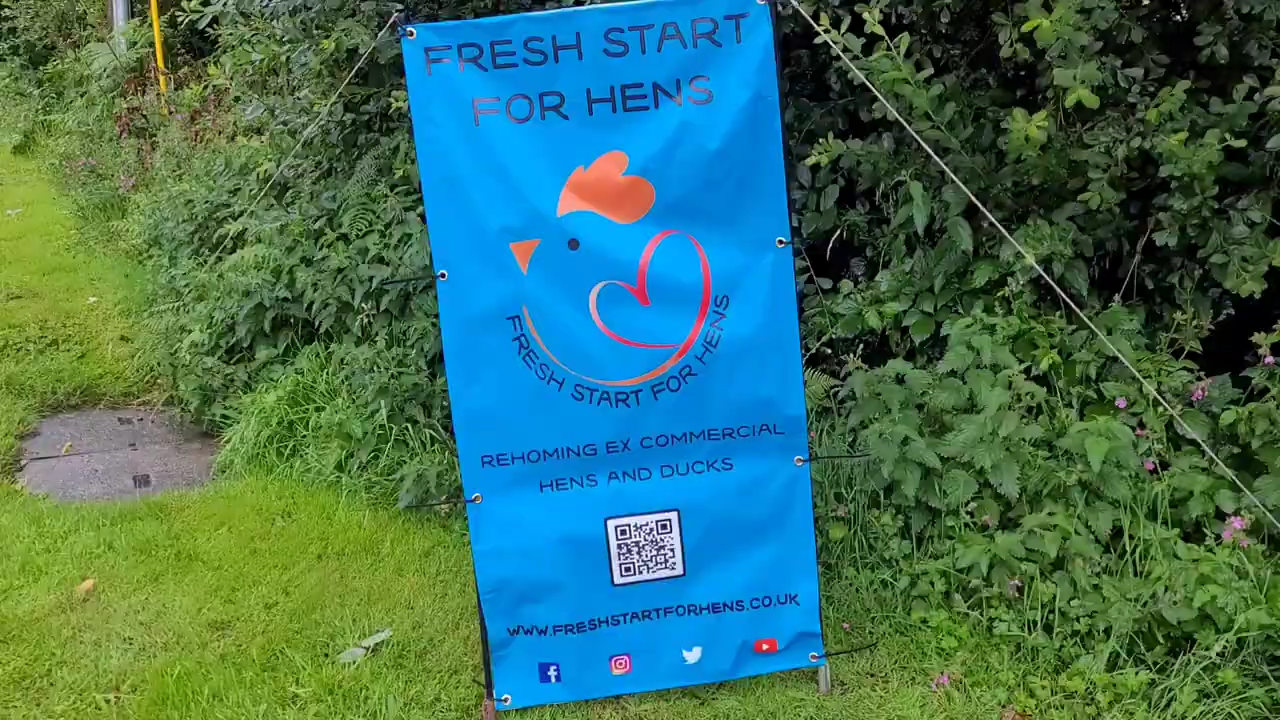 FRESH START
FOR HENS
FRESH START FOR HENS
REHOMING EX COMMERCIAL
HENS AND DUCKS
WWW.FRESHSTARTFORHENS.CO.UK